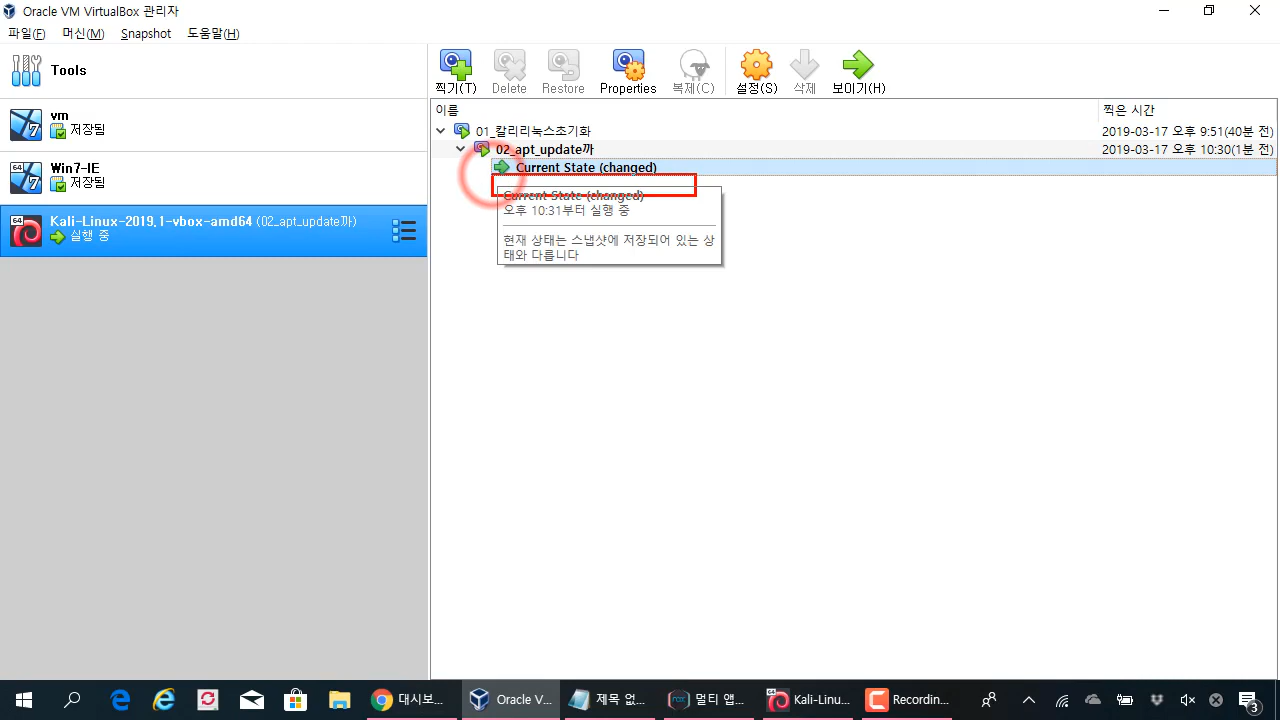 Oracle VM VirtualBox 관리자
파일(F) 머신(M) Snapshot 도움말(H)
Tools
vm
저장됨
Win7-IE
저장됨
Kali-Linux-2019.1-vbox-amd64 (02_apt_update까)
실행 중
찍기(T) Delete Restore Properties 복제(C) 설정(S) 삭제 보이기(H)
이름 찍은 시간
01_칼리리눅스초기화 2019-03-17 오후 9:51(40분 전)
02_apt_update까 2019-03-17 오후 10:30(1분 전)
Current State (changed)
Current State (changed)
오후 10:31부터 실행 중
현재 상태는 스냅샷에 저장되어 있는 상
태와 다릅니다
대시보... Oracle V... 제목 없... 멀티 앱... Kali-Linu... Recordin... 3